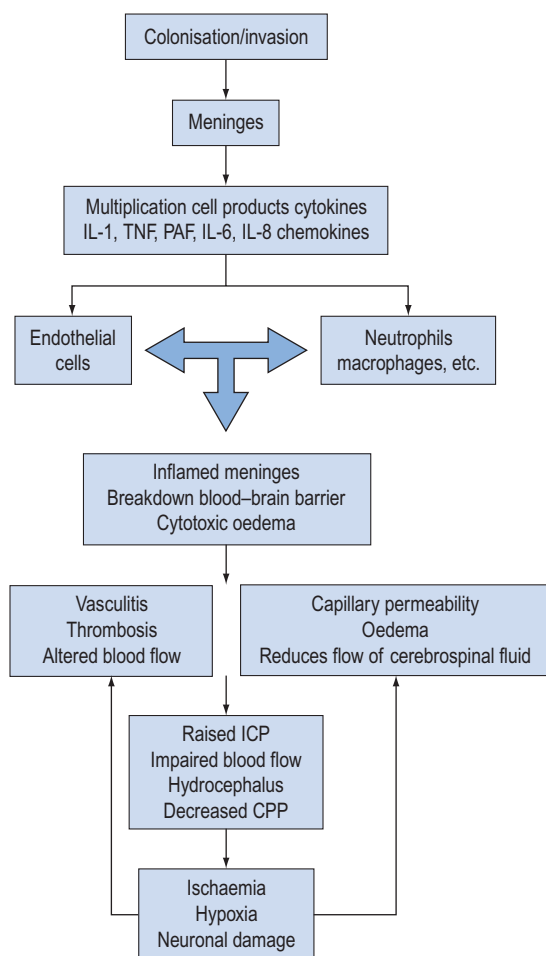 Colonisation/invasion
Meninges
Multiplication cell products cytokines
IL-1, TNF, PAF, IL-6, IL-8 chemokines
Endothelial
cells
Neutrophils
macrophages, etc.
Inflamed meninges
Breakdown blood–brain barrier
Cytotoxic oedema
Vasculitis
Thrombosis
Altered blood flow
Capillary permeability
Oedema
Reduces flow of cerebrospinal fluid
Raised ICP
Impaired blood flow
Hydrocephalus
Decreased CPP
Ischaemia
Hypoxia
Neuronal damage